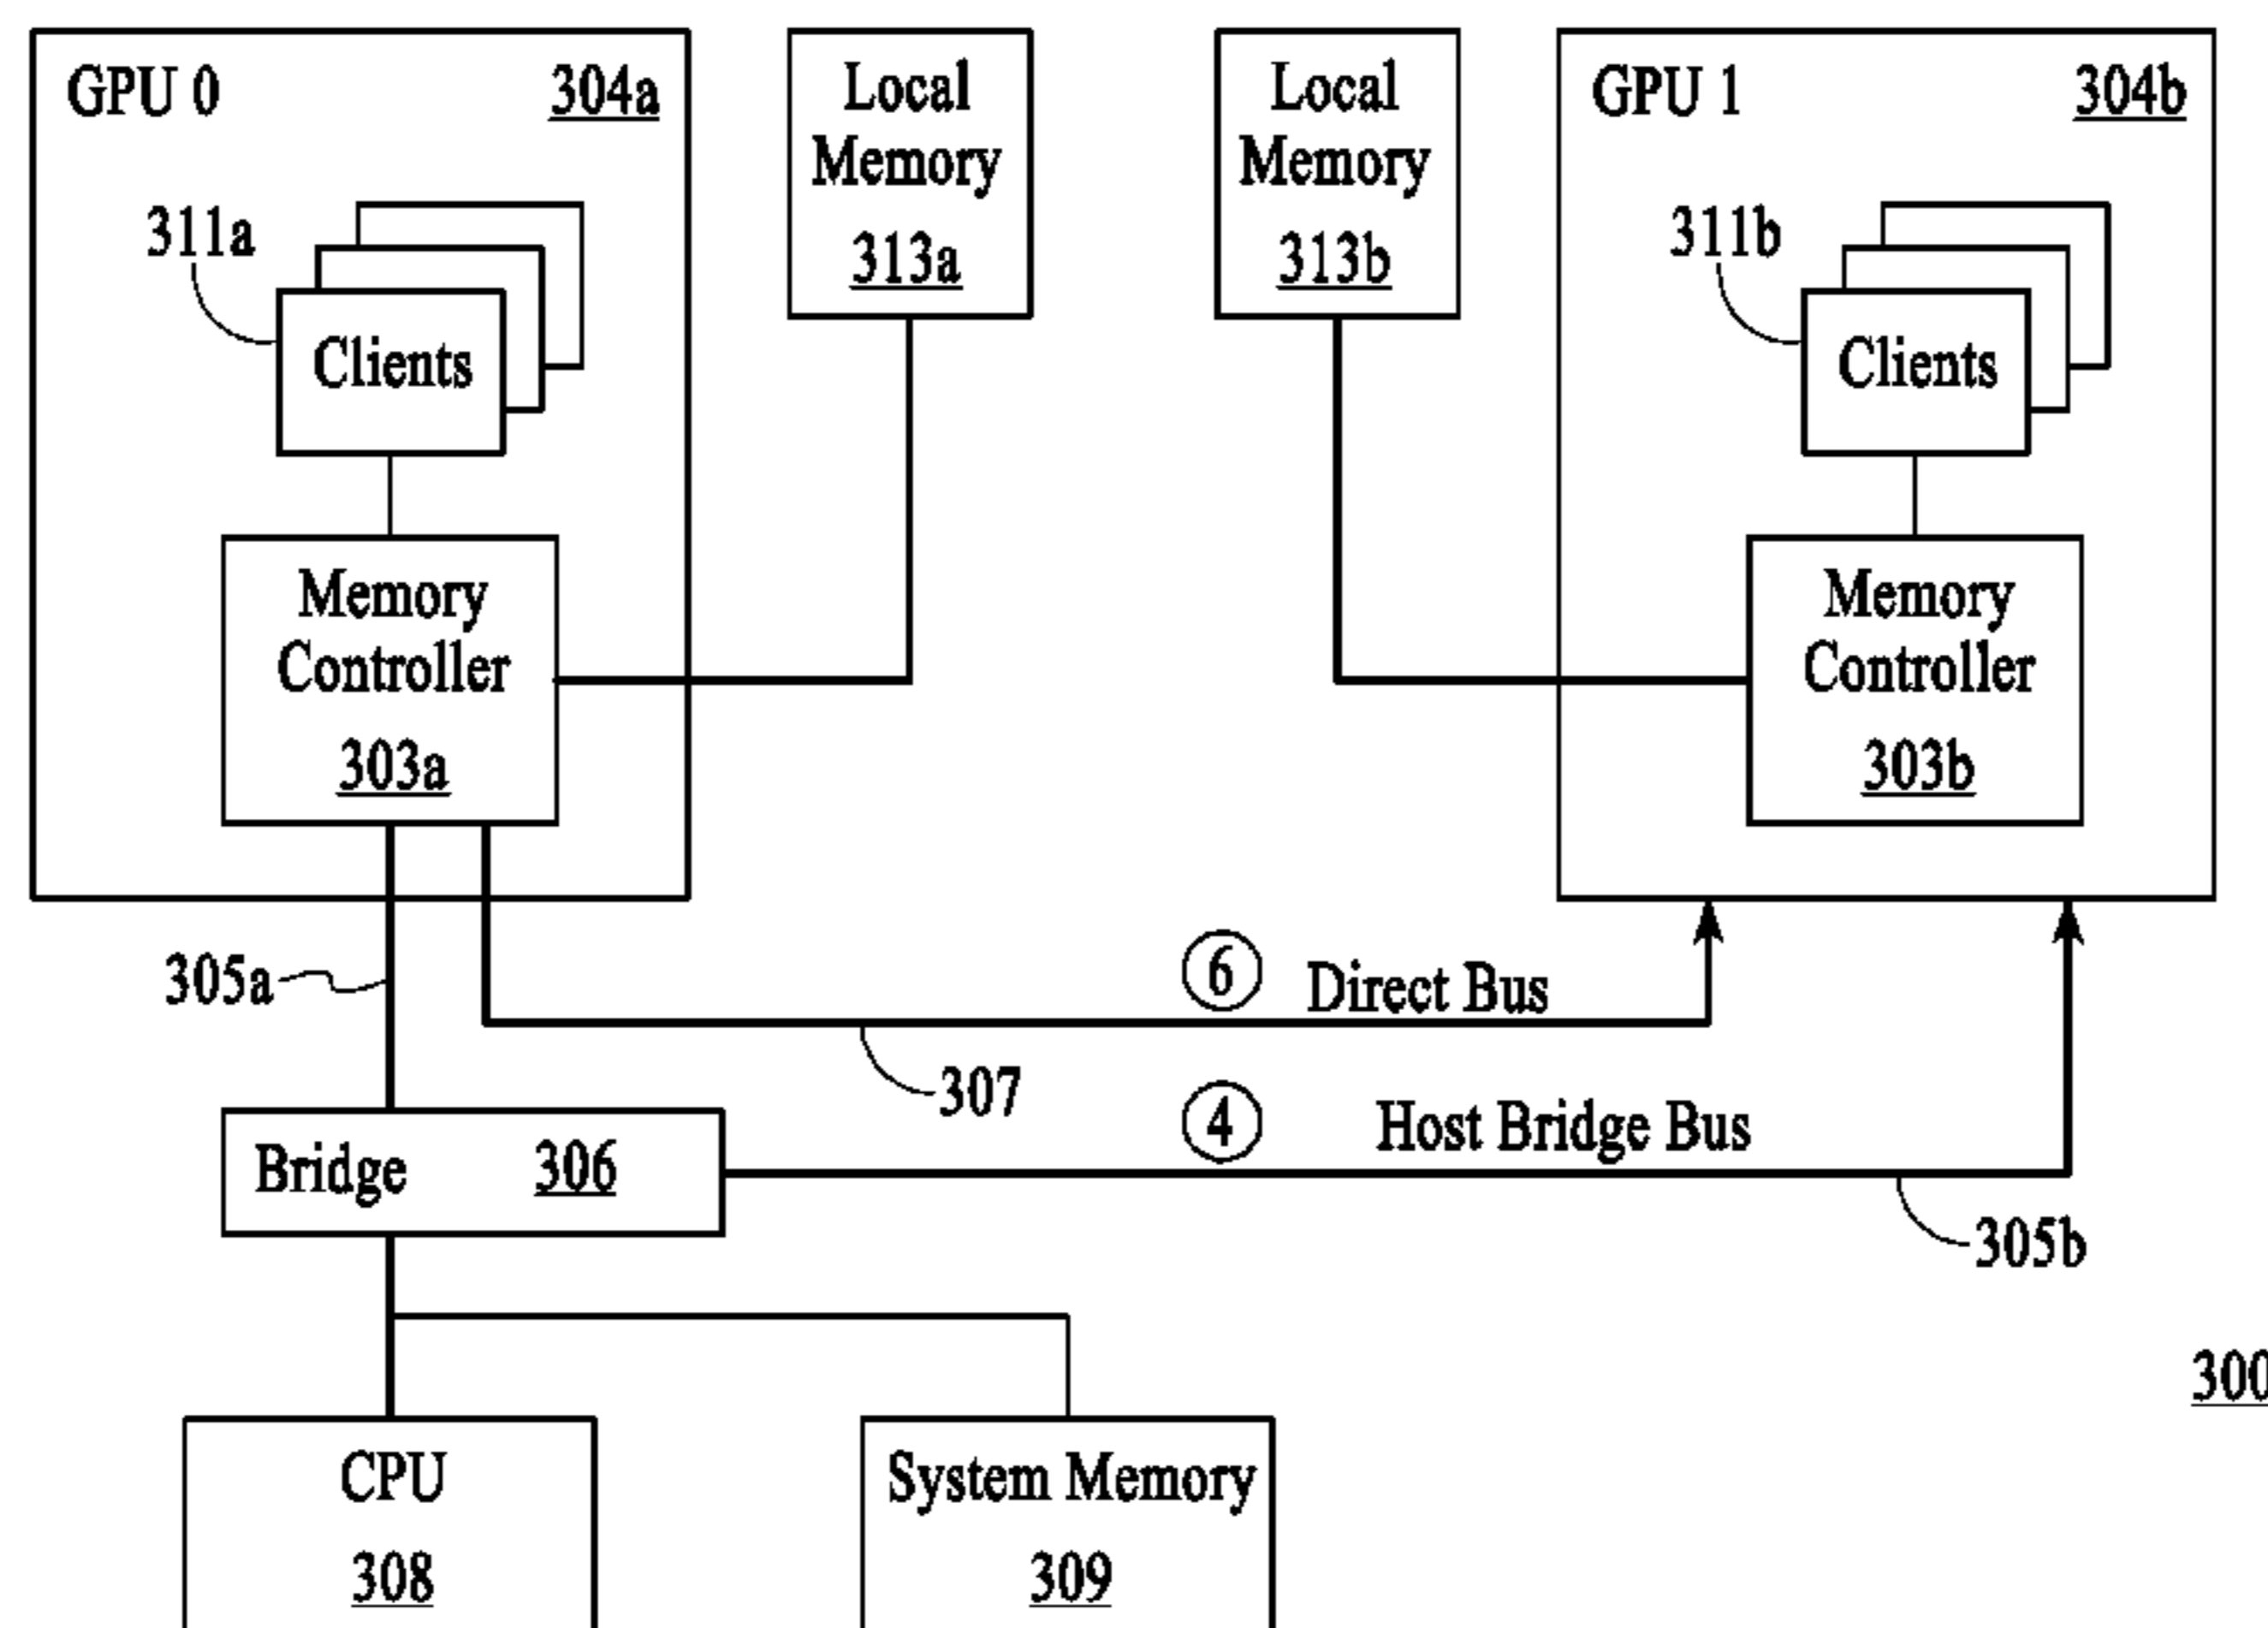 GPU 0 304a
Local
Memory
313a
Local
Memory
313b
GPU 1 304b
311a
Clients
311b
Clients
Memory
Controller
303a
Memory
Controller
303b
305a
6 Direct Bus
307
4 Host Bridge Bus
Bridge 306
305b
300
CPU
308
System Memory
309